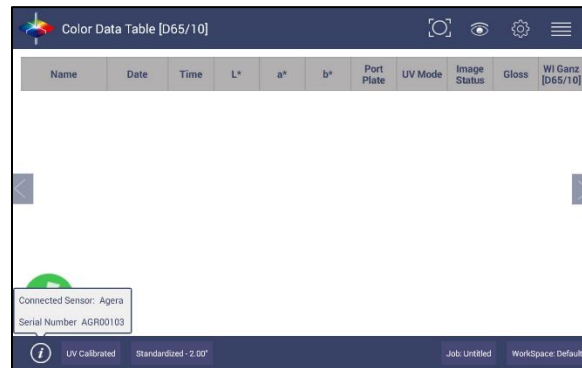 Color Data Table [D65/10]
Name Date Time L* a* b* Port Plate UV Mode Image Status Gloss WI Ganz [D65/10]
Connected Sensor: Agera
Serial Number AGR00103
UV Calibrated Standardized - 2.00" Job: Untitled WorkSpace: Default